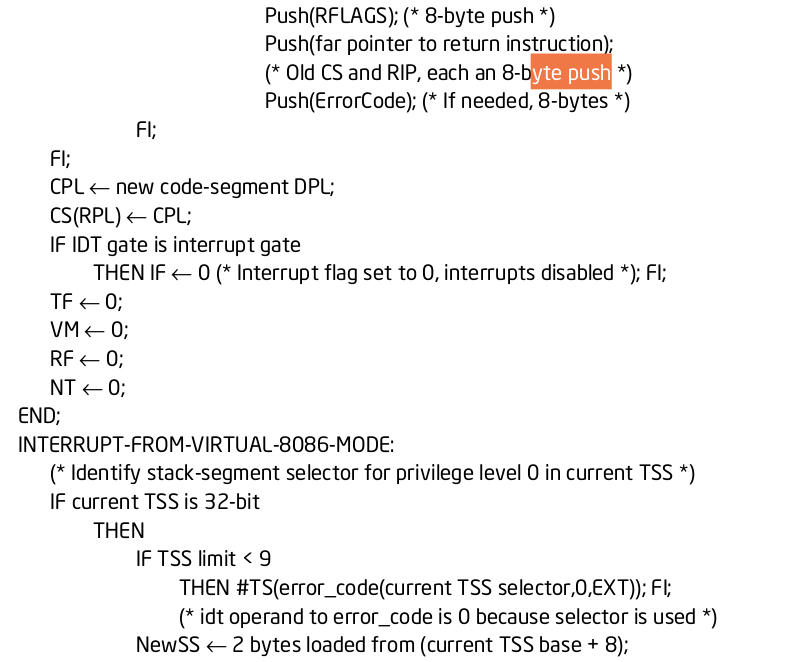 Push(RFLAGS); (* 8-byte push *)
Push(far pointer to return instruction);
(* Old CS and RIP, each an 8-byte push *)
Push(ErrorCode); (* If needed, 8-bytes *)
FI;
FI;
CPL ← new code-segment DPL;
CS(RPL) ← CPL;
IF IDT gate is interrupt gate
THEN IF ← 0 (* Interrupt flag set to 0, interrupts disabled *); FI;
TF ← 0;
VM ← 0;
RF ← 0;
NT ← 0;
END;
INTERRUPT-FROM-VIRTUAL-8086-MODE:
(* Identify stack-segment selector for privilege level 0 in current TSS *)
IF current TSS is 32-bit
THEN
IF TSS limit < 9
THEN #TS(error_code(current TSS selector,0,EXT)); FI;
(* idt operand to error_code is 0 because selector is used *)
NewSS ← 2 bytes loaded from (current TSS base + 8);